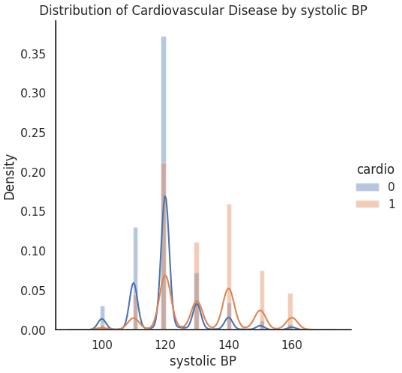 Distribution of Cardiovascular Disease by systolic BP
0.35
0.30
0.25
0.20
0.15
0.10
0.05
0.00
Density
100 120 140 160
systolic BP
cardio
0
1